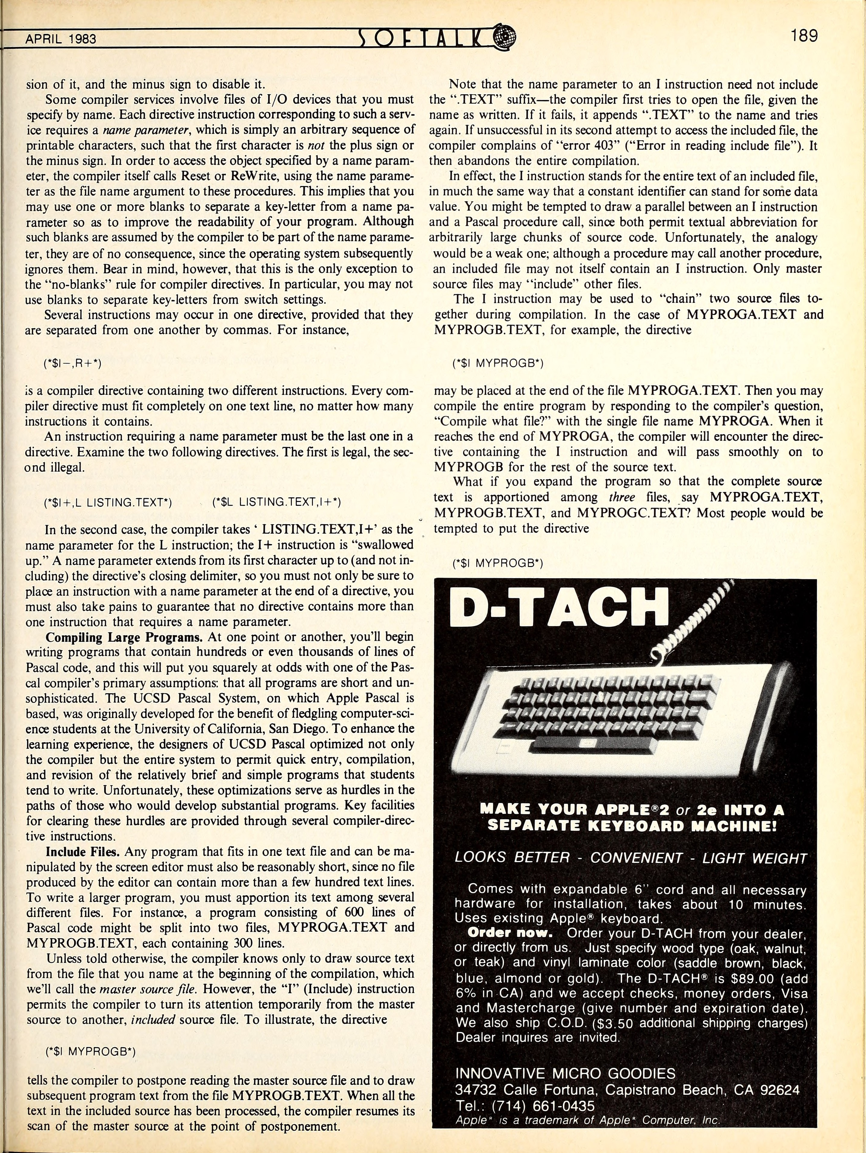 APRIL 1983
SOFTALK
189
sion of it, and the minus sign to disable it.
Some compiler services involve files of I/O devices that you must
specify by name. Each directive instruction corresponding to such a serv-
ice requires a name parameter, which is simply an arbitrary sequence of
printable characters, such that the first character is not the plus sign or
the minus sign. In order to access the object specified by a name param-
eter, the compiler itself calls Reset or ReWrite, using the name parame-
ter as the file name argument to these procedures. This implies that you
may use one or more blanks to separate a key-letter from a name pa-
rameter so as to improve the readability of your program. Although
such blanks are assumed by the compiler to be part of the name parame-
ter, they are of no consequence, since the operating system subsequently
ignores them. Bear in mind, however, that this is the only exception to
the “no-blanks” rule for compiler directives. In particular, you may not
use blanks to separate key-letters from switch settings.
Several instructions may occur in one directive, provided that they
are separated from one another by commas. For instance,
(*$I−,R+*)
is a compiler directive containing two different instructions. Every com-
piler directive must fit completely on one text line, no matter how many
instructions it contains.
An instruction requiring a name parameter must be the last one in a
directive. Examine the two following directives. The first is legal, the sec-
ond illegal.
(*$I+,L LISTING.TEXT*) (*$L LISTING.TEXT,I+*)
In the second case, the compiler takes ‘ LISTING.TEXT,I+’ as the
name parameter for the L instruction; the I+ instruction is “swallowed
up.” A name parameter extends from its first character up to (and not in-
cluding) the directive’s closing delimiter, so you must not only be sure to
place an instruction with a name parameter at the end of a directive, you
must also take pains to guarantee that no directive contains more than
one instruction that requires a name parameter.
Compiling Large Programs. At one point or another, you’ll begin
writing programs that contain hundreds or even thousands of lines of
Pascal code, and this will put you squarely at odds with one of the Pas-
cal compiler’s primary assumptions: that all programs are short and un-
sophisticated. The UCSD Pascal System, on which Apple Pascal is
based, was originally developed for the benefit of fledgling computer-sci-
ence students at the University of California, San Diego. To enhance the
learning experience, the designers of UCSD Pascal optimized not only
the compiler but the entire system to permit quick entry, compilation,
and revision of the relatively brief and simple programs that students
tend to write. Unfortunately, these optimizations serve as hurdles in the
paths of those who would develop substantial programs. Key facilities
for clearing these hurdles are provided through several compiler-direc-
tive instructions.
Include Files. Any program that fits in one text file and can be ma-
nipulated by the screen editor must also be reasonably short, since no file
produced by the editor can contain more than a few hundred text lines.
To write a larger program, you must apportion its text among several
different files. For instance, a program consisting of 600 lines of
Pascal code might be split into two files, MYPROGA.TEXT and
MYPROGB.TEXT, each containing 300 lines.
Unless told otherwise, the compiler knows only to draw source text
from the file that you name at the beginning of the compilation, which
we’ll call the master source file. However, the “I” (Include) instruction
permits the compiler to turn its attention temporarily from the master
source to another, included source file. To illustrate, the directive
(*$I MYPROGB*)
tells the compiler to postpone reading the master source file and to draw
subsequent program text from the file MYPROGB.TEXT. When all the
text in the included source has been processed, the compiler resumes its
scan of the master source at the point of postponement.
Note that the name parameter to an I instruction need not include
the “.TEXT” suffix—the compiler first tries to open the file, given the
name as written. If it fails, it appends “.TEXT” to the name and tries
again. If unsuccessful in its second attempt to access the included file, the
compiler complains of “error 403” (“Error in reading include file”). It
then abandons the entire compilation.
In effect, the I instruction stands for the entire text of an included file,
in much the same way that a constant identifier can stand for some data
value. You might be tempted to draw a parallel between an I instruction
and a Pascal procedure call, since both permit textual abbreviation for
arbitrarily large chunks of source code. Unfortunately, the analogy
would be a weak one; although a procedure may call another procedure,
an included file may not itself contain an I instruction. Only master
source files may “include” other files.
The I instruction may be used to “chain” two source files to-
gether during compilation. In the case of MYPROGA.TEXT and
MYPROGB.TEXT, for example, the directive
(*$I MYPROGB*)
may be placed at the end of the file MYPROGA.TEXT. Then you may
compile the entire program by responding to the compiler’s question,
“Compile what file?” with the single file name MYPROGA. When it
reaches the end of MYPROGA, the compiler will encounter the direc-
tive containing the I instruction and will pass smoothly on to
MYPROGB for the rest of the source text.
What if you expand the program so that the complete source
text is apportioned among three files, say MYPROGA.TEXT,
MYPROGB.TEXT, and MYPROGC.TEXT? Most people would be
tempted to put the directive
(*$I MYPROGB*)
D-TACH
MAKE YOUR APPLE®2 or 2e INTO A
SEPARATE KEYBOARD MACHINE!
LOOKS BETTER - CONVENIENT - LIGHT WEIGHT
Comes with expandable 6'' cord and all necessary
hardware for installation, takes about 10 minutes.
Uses existing Apple® keyboard.
Order now. Order your D-TACH from your dealer,
or directly from us. Just specify wood type (oak, walnut,
or teak) and vinyl laminate color (saddle brown, black,
blue, almond or gold). The D-TACH® is $89.00 (add
6% in CA) and we accept checks, money orders, Visa
and Mastercharge (give number and expiration date).
We also ship C.O.D. ($3.50 additional shipping charges)
Dealer inquires are invited.
INNOVATIVE MICRO GOODIES
34732 Calle Fortuna, Capistrano Beach, CA 92624
Tel.: (714) 661-0435
Apple® is a trademark of Apple® Computer, Inc.